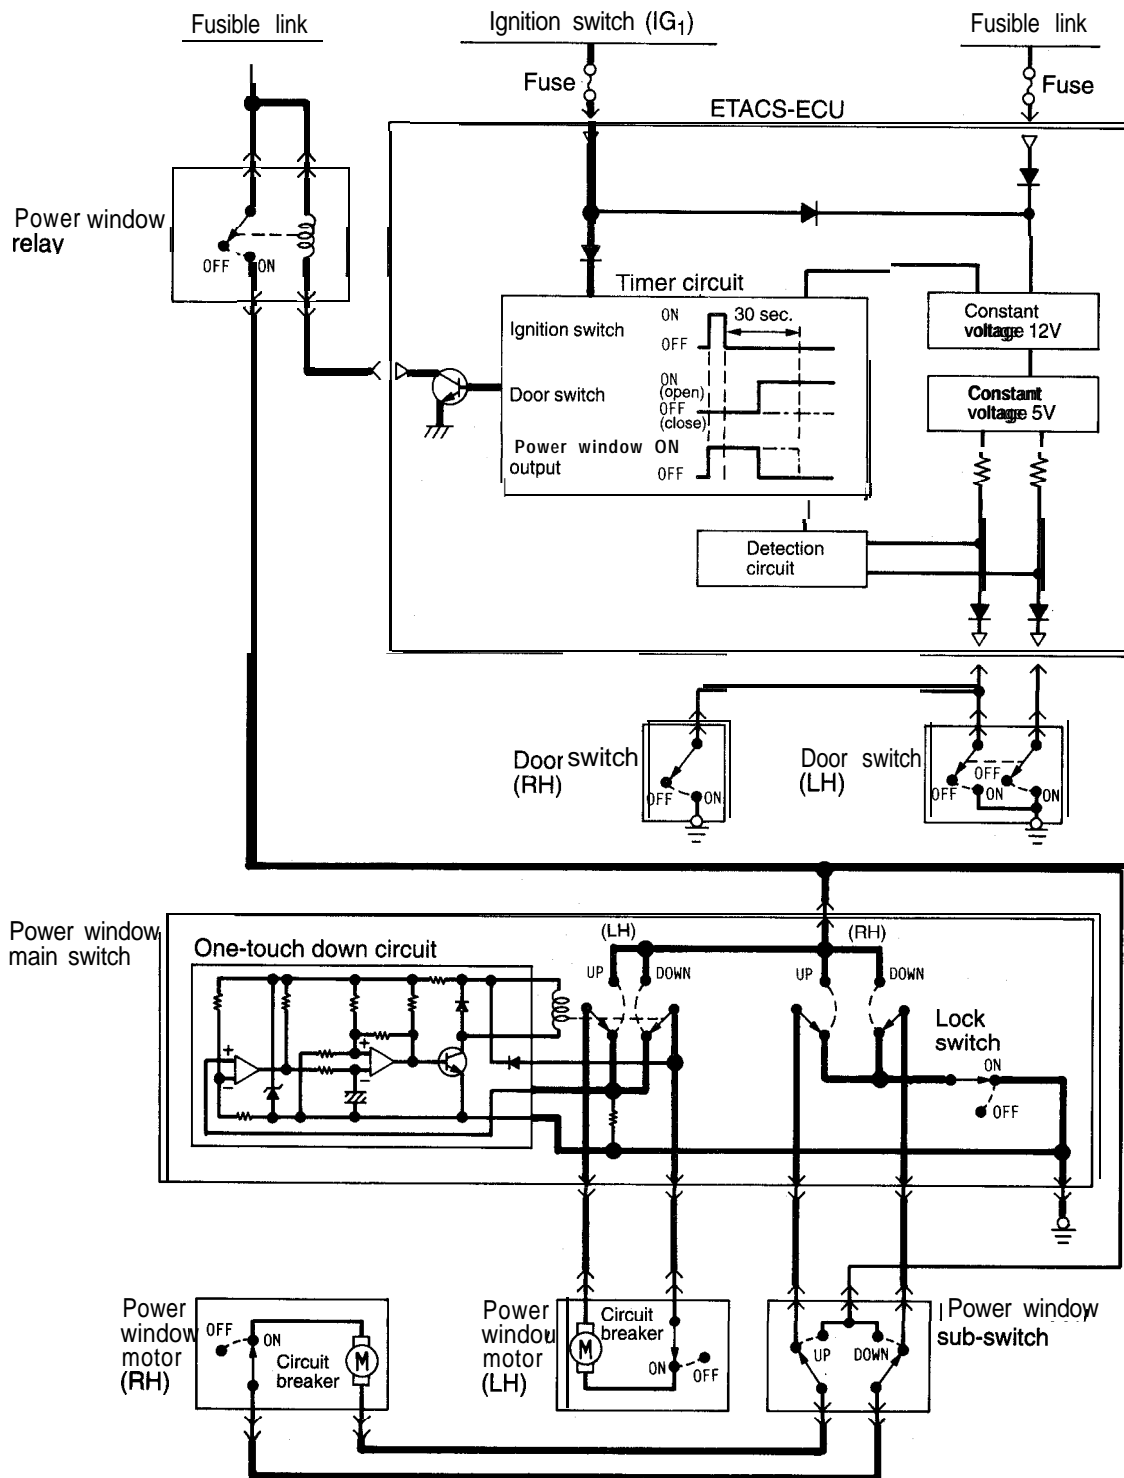 Fusible link
Ignition switch (IG1)
Fusible link
Fuse
Fuse
ETACS-ECU
Power window
relay
OFF
ON
Timer circuit
Ignition switch
ON
OFF
30 sec.
Door switch
ON
(open)
OFF
(close)
Power window ON
output
OFF
Constant
voltage 12V
Constant
voltage 5V
Detection
circuit
Door switch
(RH)
OFF
ON
Door switch
(LH)
OFF
OFF
ON
ON
Power window
main switch
One-touch down circuit
(LH)
(RH)
UP
DOWN
UP
DOWN
+
-
+
-
Lock
switch
ON
OFF
Power
window
motor
(RH)
OFF
ON
Circuit
breaker
M
Power
window
motor
(LH)
M
Circuit
breaker
ON
OFF
UP
DOWN
Power window
sub-switch